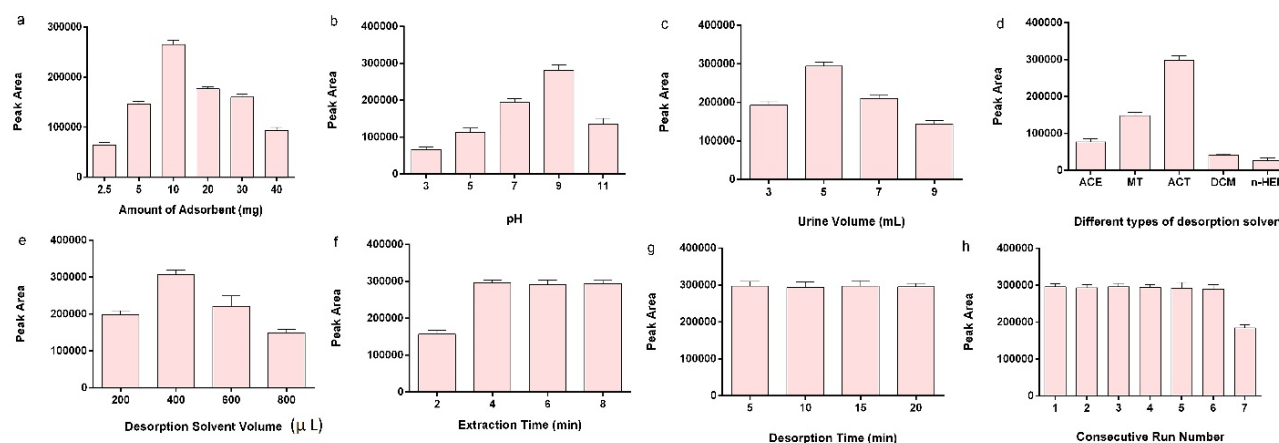 a
300000
200000
100000
0
Peak Area
2.5 5 10 20 30 40
Amount of Adsorbent (mg)
b
400000
300000
200000
100000
0
Peak Area
3 5 7 9 11
pH
c
400000
300000
200000
100000
0
Peak Area
3 5 7 9
Urine Volume (mL)
d
400000
300000
200000
100000
0
Peak Area
ACE MT ACT DCM n-HE
Different types of desorption solven
e
400000
300000
200000
100000
0
Peak Area
200 400 600 800
Desorption Solvent Volume (μ L)
f
400000
300000
200000
100000
0
Peak Area
2 4 6 8
Extraction Time (min)
g
400000
300000
200000
100000
0
Peak Area
5 10 15 20
Desorption Time (min)
h
400000
300000
200000
100000
0
Peak Area
1 2 3 4 5 6 7
Consecutive Run Number